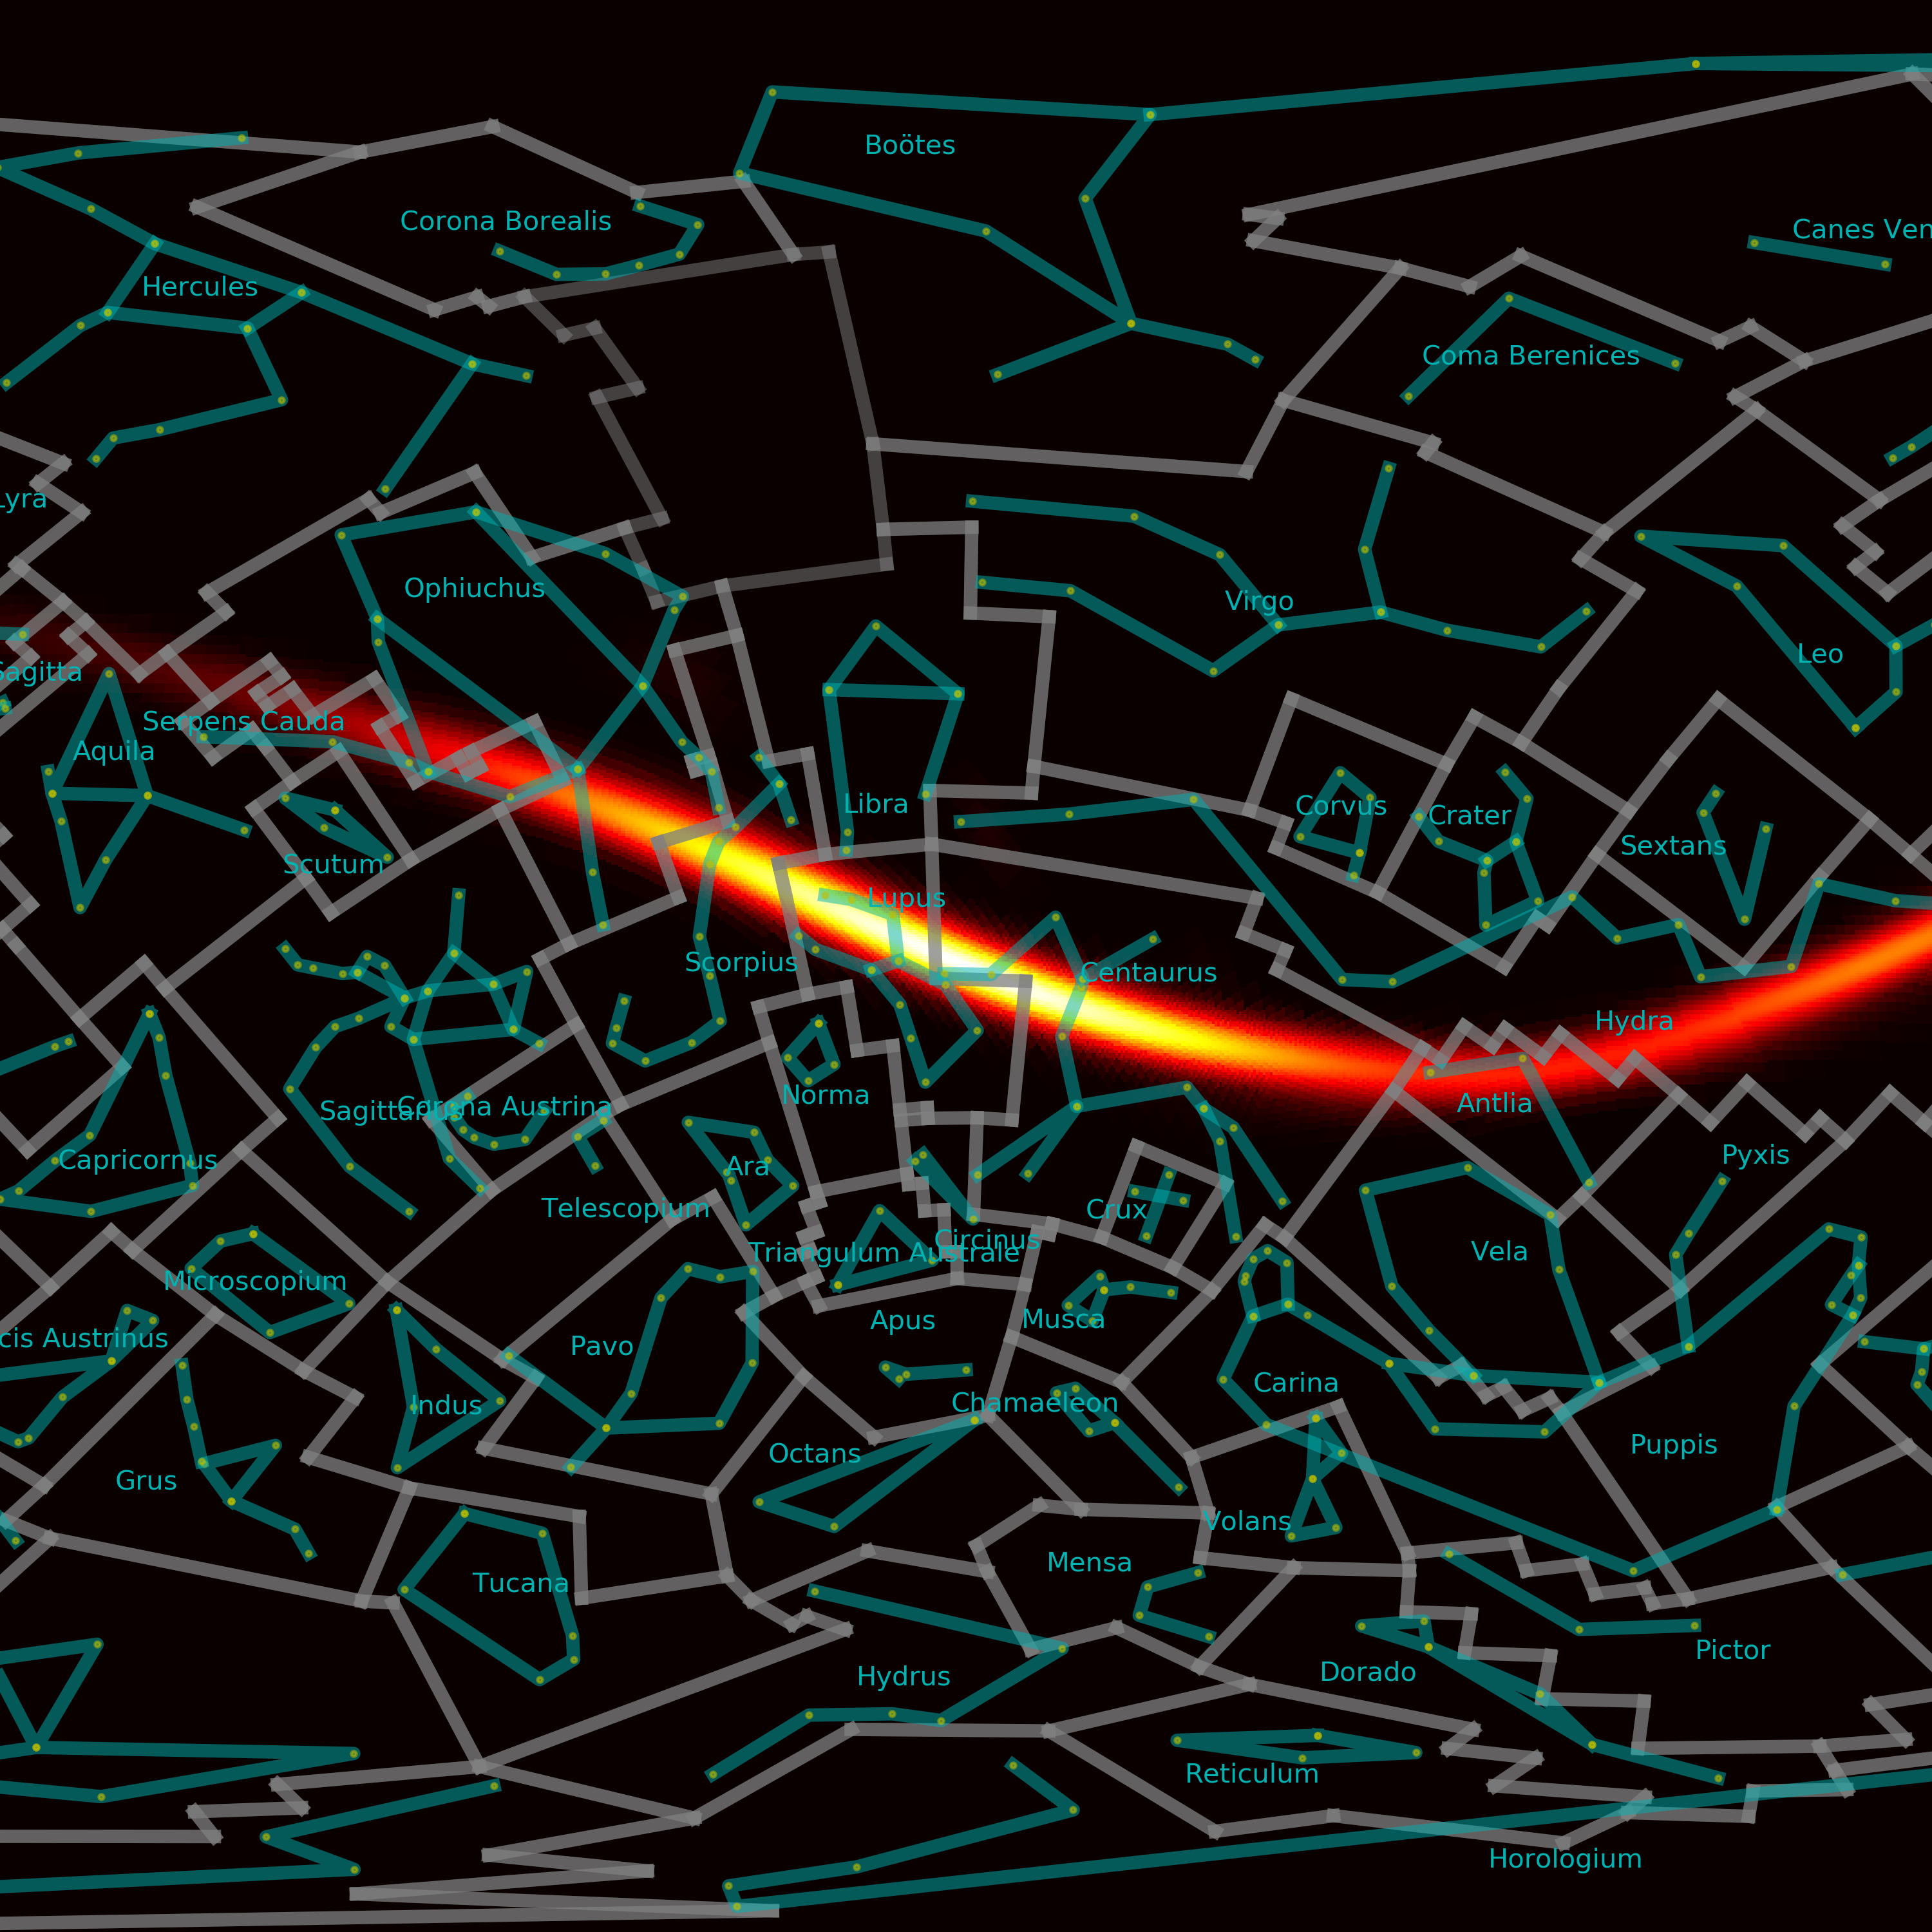 Boötes
Corona Borealis
Canes Ven
Hercules
Coma Berenices
Lyra
Ophiuchus
Virgo
Leo
Sagitta
Serpens Cauda
Aquila
Libra
Corvus
Crater
Sextans
Scutum
Lupus
Scorpius
Centaurus
Hydra
Norma
Antlia
Sagittarius
Corona Austrina
Pyxis
Capricornus
Ara
Telescopium
Crux
Circinus
Triangulum Australe
Vela
Microscopium
Apus
Musca
cis Austrinus
Pavo
Carina
Indus
Chamaeleon
Octans
Puppis
Grus
Volans
Mensa
Tucana
Pictor
Dorado
Hydrus
Reticulum
Horologium